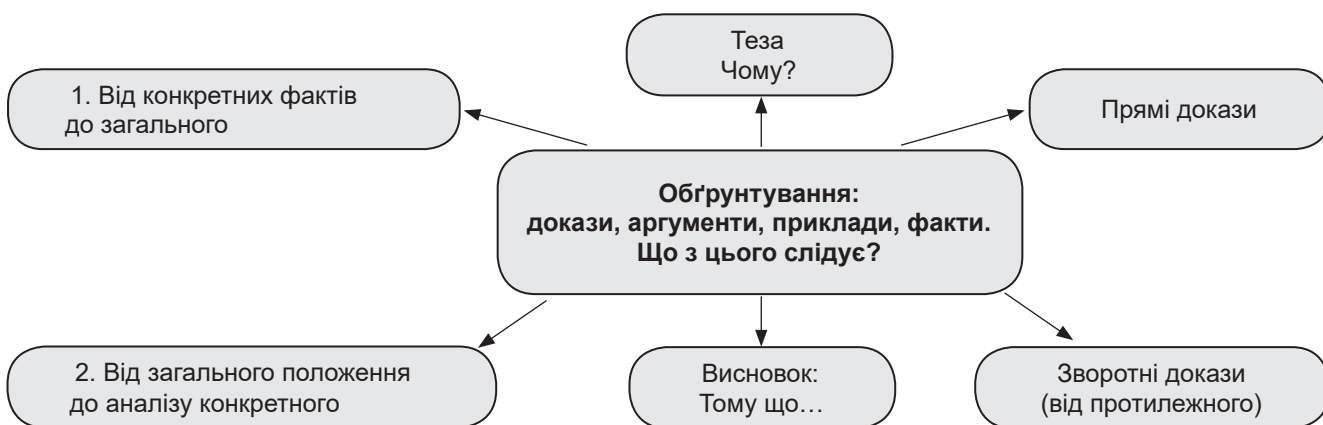 Теза
Чому?
1. Від конкретних фактів
до загального
Прямі докази
Обґрунтування:
докази, аргументи, приклади, факти.
Що з цього слідує?
2. Від загального положення
до аналізу конкретного
Висновок:
Тому що…
Зворотні докази
(від протилежного)